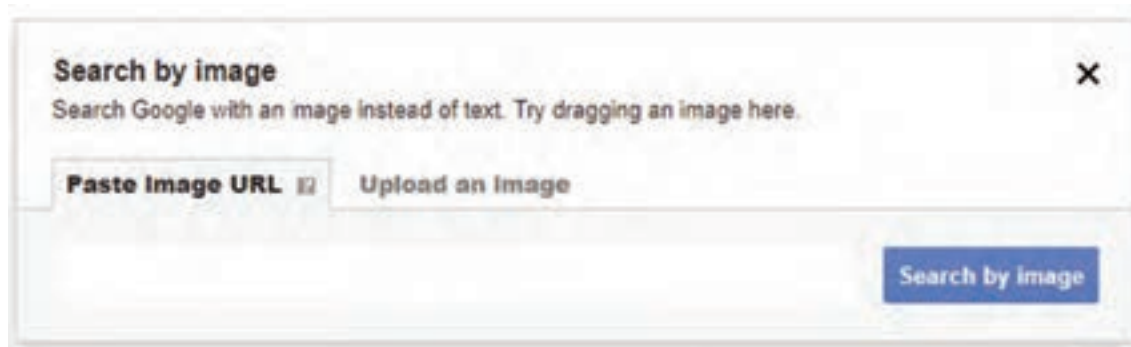 Search by image
Search Google with an image instead of text. Try dragging an image here.
Paste Image URL Upload an Image
Search by image